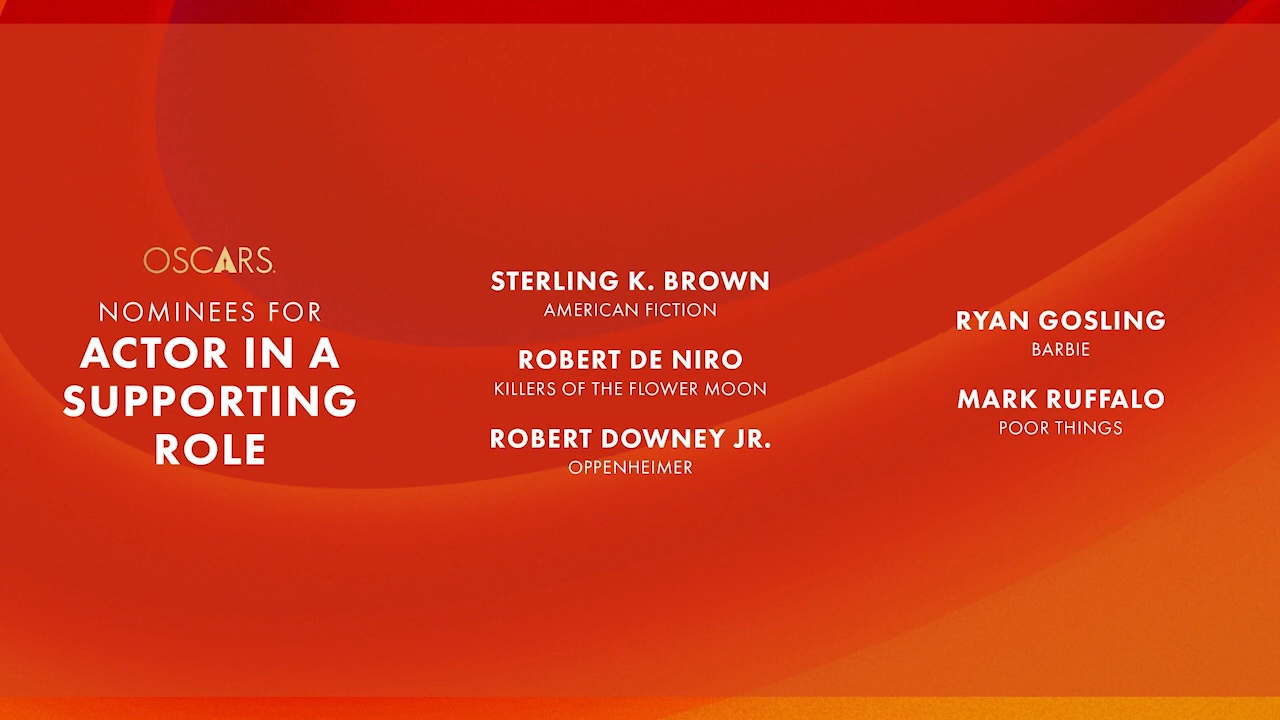 OSCARS.
NOMINEES FOR
ACTOR IN A
SUPPORTING
ROLE
STERLING K. BROWN
AMERICAN FICTION
ROBERT DE NIRO
KILLERS OF THE FLOWER MOON
ROBERT DOWNEY JR.
OPPENHEIMER
RYAN GOSLING
BARBIE
MARK RUFFALO
POOR THINGS